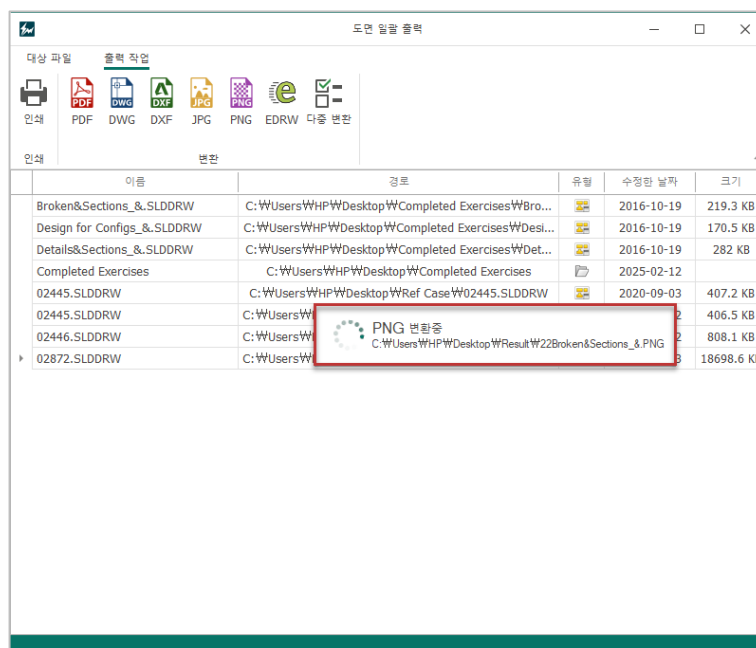 도면 일괄 출력
대상 파일 출력 작업
인쇄 PDF DWG DXF JPG PNG EDRW 다중 변환
인쇄 변환
이름 경로 유형 수정한 날짜 크기
Broken&Sections_&.SLDDRW C:₩Users₩HP₩Desktop₩Completed Exercises₩Bro... 2016-10-19 219.3 KB
Design for Configs_&.SLDDRW C:₩Users₩HP₩Desktop₩Completed Exercises₩Desi... 2016-10-19 170.5 KB
Details&Sections_&.SLDDRW C:₩Users₩HP₩Desktop₩Completed Exercises₩Det... 2016-10-19 282 KB
Completed Exercises C:₩Users₩HP₩Desktop₩Completed Exercises 2025-02-12
02445.SLDDRW C:₩Users₩HP₩Desktop₩Ref Case₩02445.SLDDRW 2020-09-03 407.2 KB
02445.SLDDRW C:₩Users₩ 2 406.5 KB
02446.SLDDRW C:₩Users₩ 2 808.1 KB
02872.SLDDRW C:₩Users₩ 3 18698.6 K
PNG 변환중
C:₩Users₩HP₩Desktop₩Result₩22Broken&Sections_&.PNG